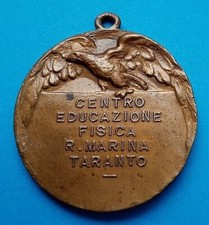 CENTRO
EDUCAZIONE
FISICA
R. MARINA
TARANTO